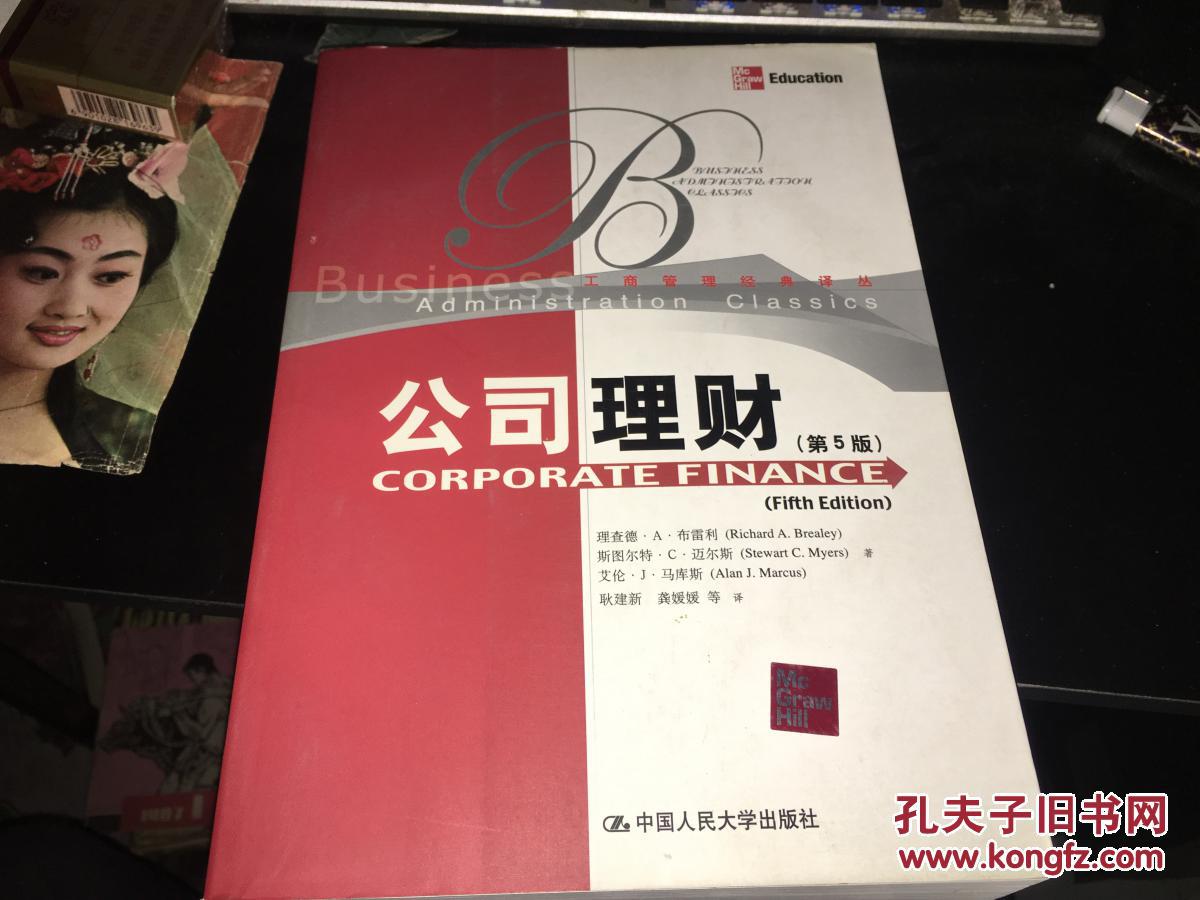 Mc
Graw
Hill
Education
B
BUSINESS
ADMINISTRATION
CLASSICS
Business
工商管理经典译丛
Administration Classics
公司理财
(第5版)
CORPORATE FINANCE
(Fifth Edition)
理查德·A·布雷利 (Richard A. Brealey)
斯图尔特·C·迈尔斯 (Stewart C. Myers) 著
艾伦·J·马库斯 (Alan J. Marcus)
耿建新 龚媛媛 等 译
Mc
Graw
Hill
中国人民大学出版社
孔夫子旧书网
www.kongfz.com